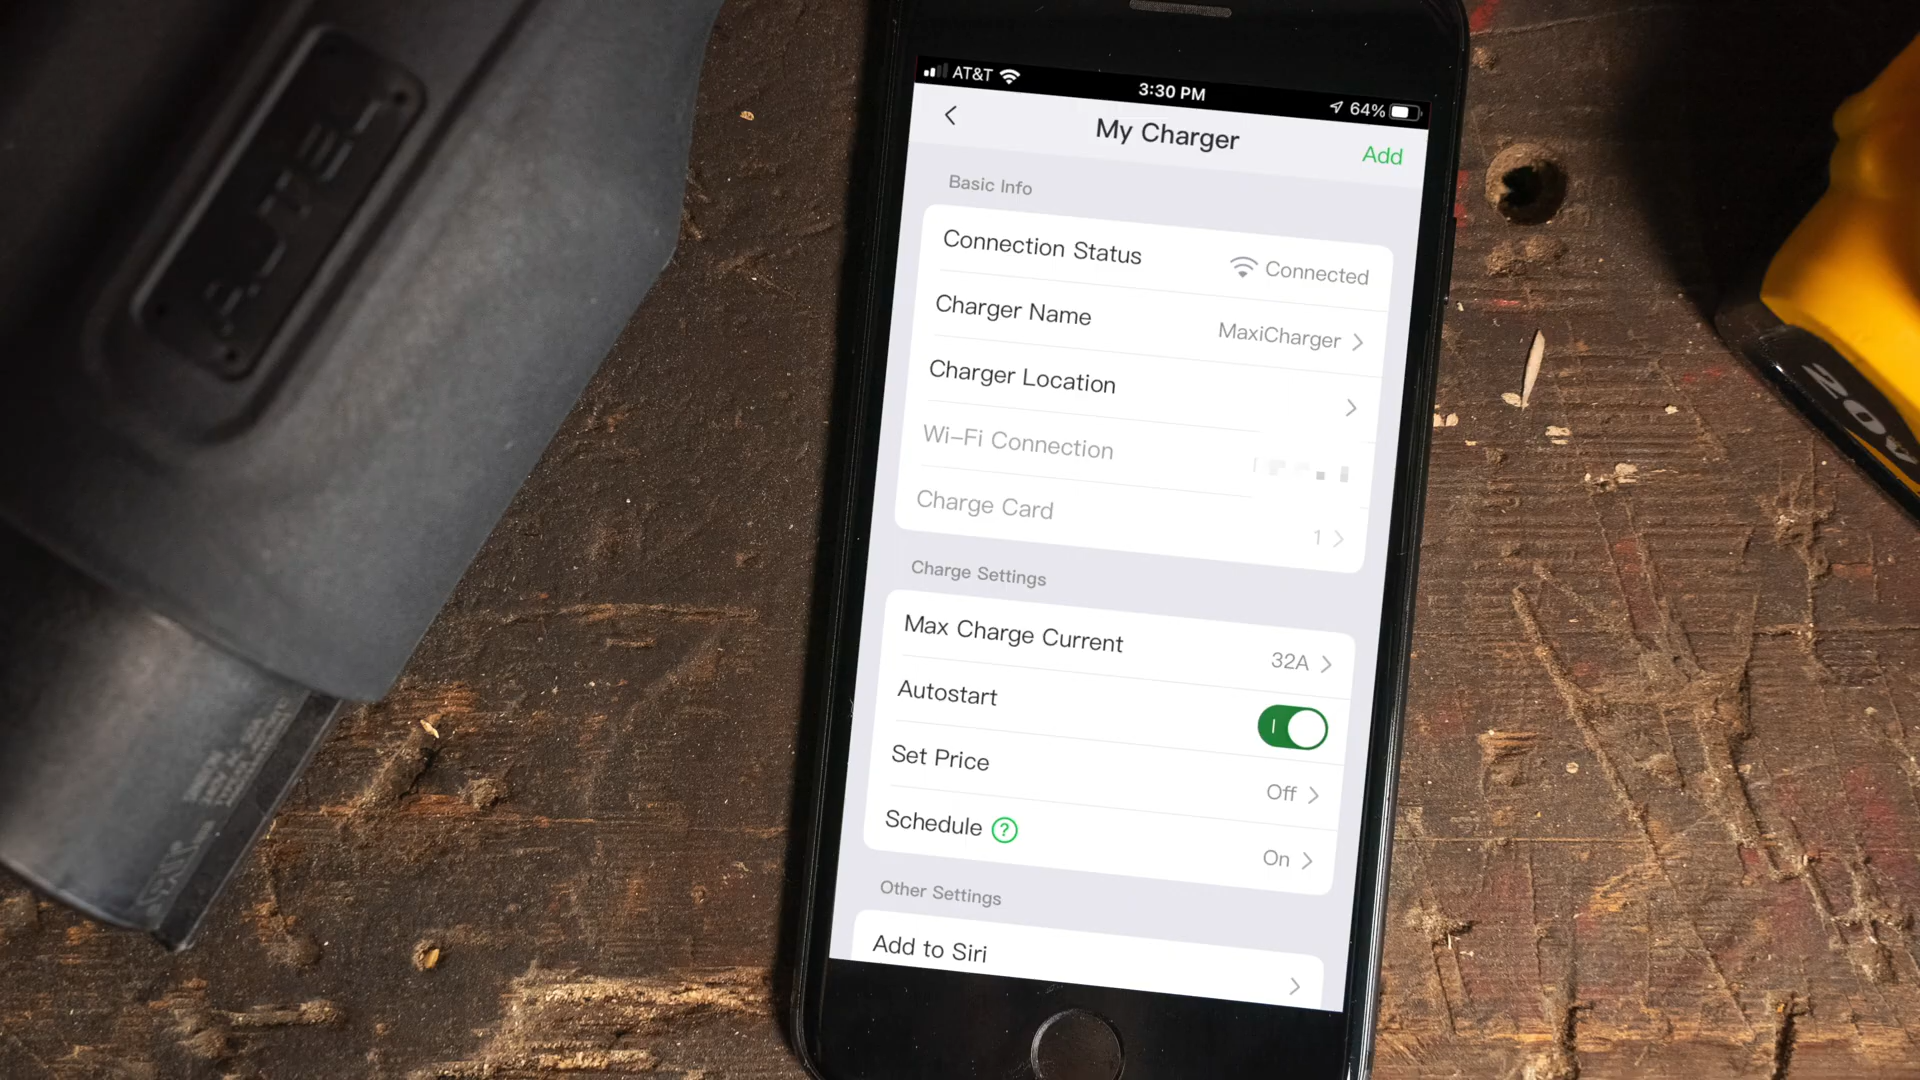 AUTEL
AT&T 3:30 PM 64%
My Charger
Add
Basic Info
Connection Status Connected
Charger Name MaxiCharger
Charger Location
Wi-Fi Connection
Charge Card 1
Charge Settings
Max Charge Current 32A
Autostart
Set Price Off
Schedule ? On
Other Settings
Add to Siri
20V